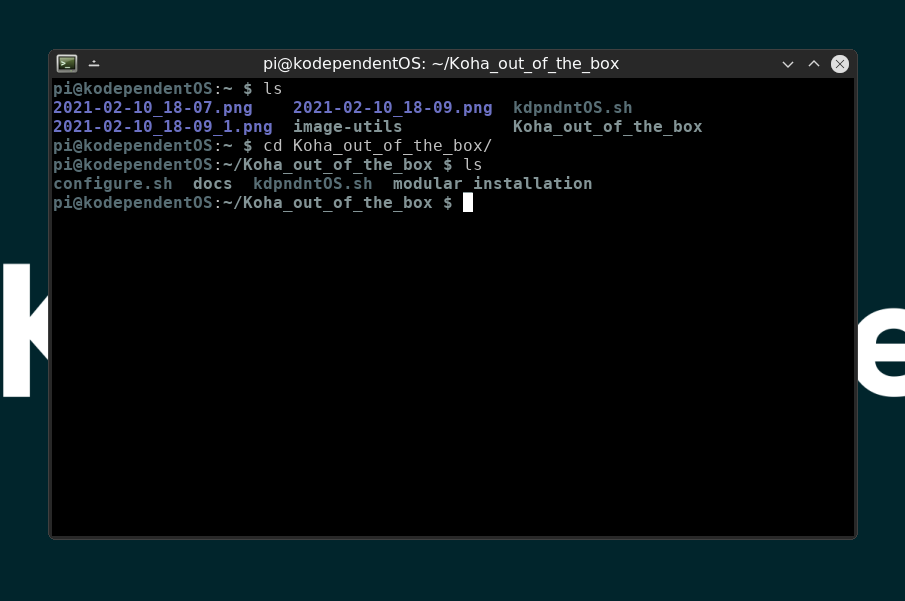 pi@kodependentOS: ~/Koha_out_of_the_box
pi@kodependentOS:~ $ ls
2021-02-10_18-07.png    2021-02-10_18-09.png  kdpndntOS.sh
2021-02-10_18-09_1.png  image-utils           Koha_out_of_the_box
pi@kodependentOS:~ $ cd Koha_out_of_the_box/
pi@kodependentOS:~/Koha_out_of_the_box $ ls
configure.sh  docs  kdpndntOS.sh  modular_installation
pi@kodependentOS:~/Koha_out_of_the_box $
K
e